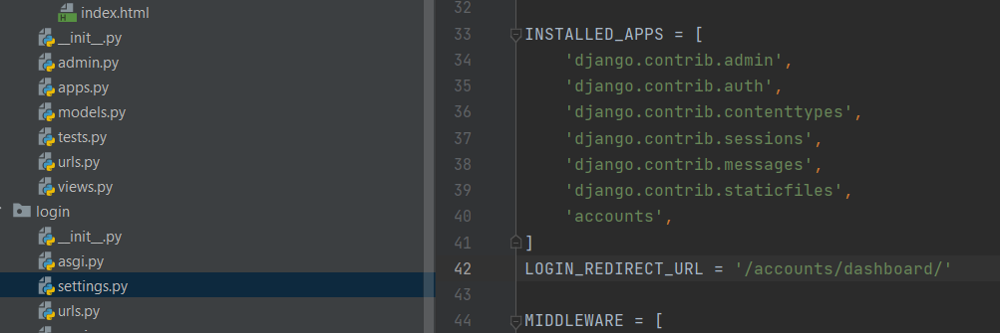 index.html
__init__.py
admin.py
apps.py
models.py
tests.py
urls.py
views.py
login
__init__.py
asgi.py
settings.py
urls.py
32
33 INSTALLED_APPS = [
34 'django.contrib.admin',
35 'django.contrib.auth',
36 'django.contrib.contenttypes',
37 'django.contrib.sessions',
38 'django.contrib.messages',
39 'django.contrib.staticfiles',
40 'accounts',
41 ]
42 LOGIN_REDIRECT_URL = '/accounts/dashboard/'
43
44 MIDDLEWARE = [